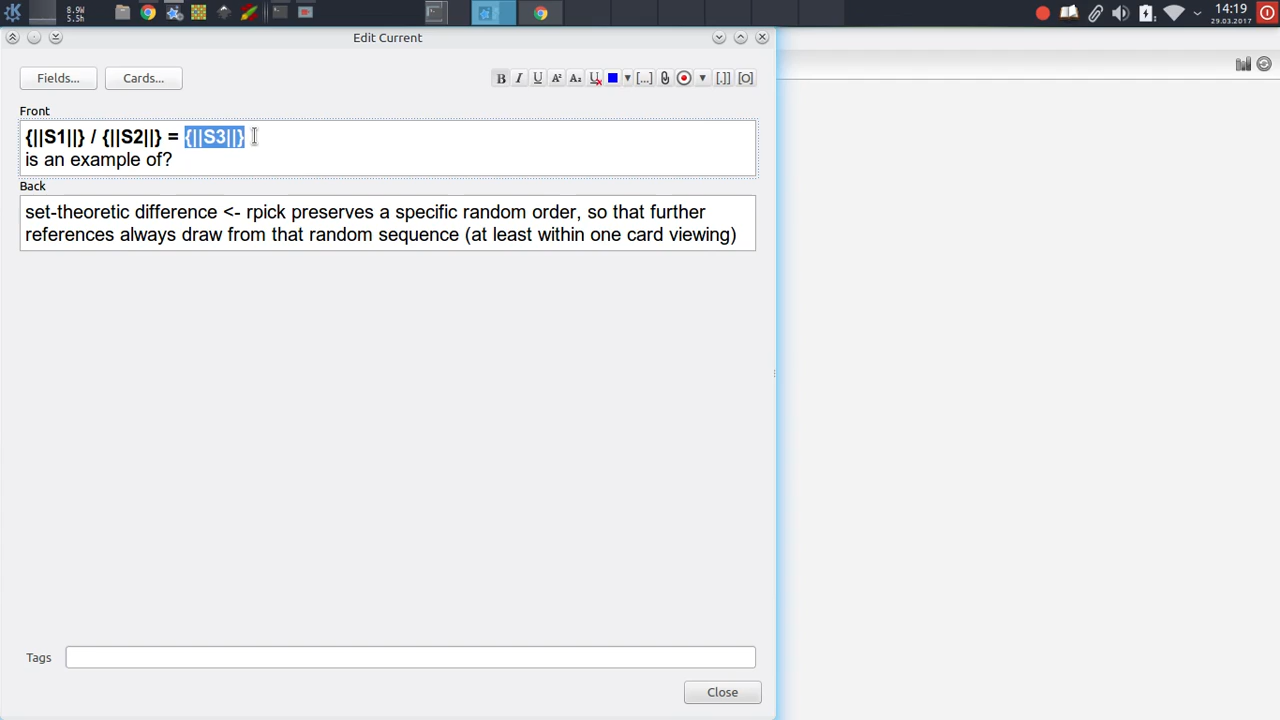 8.9W
5.5h
14:19
29.03.2017
Edit Current
Fields...
Cards...
B I U A² A₂ U [...] [.]] [O]
Front
{||S1||} / {||S2||} = {||S3||}
is an example of?
Back
set-theoretic difference <- rpick preserves a specific random order, so that further
references always draw from that random sequence (at least within one card viewing)
Tags
Close